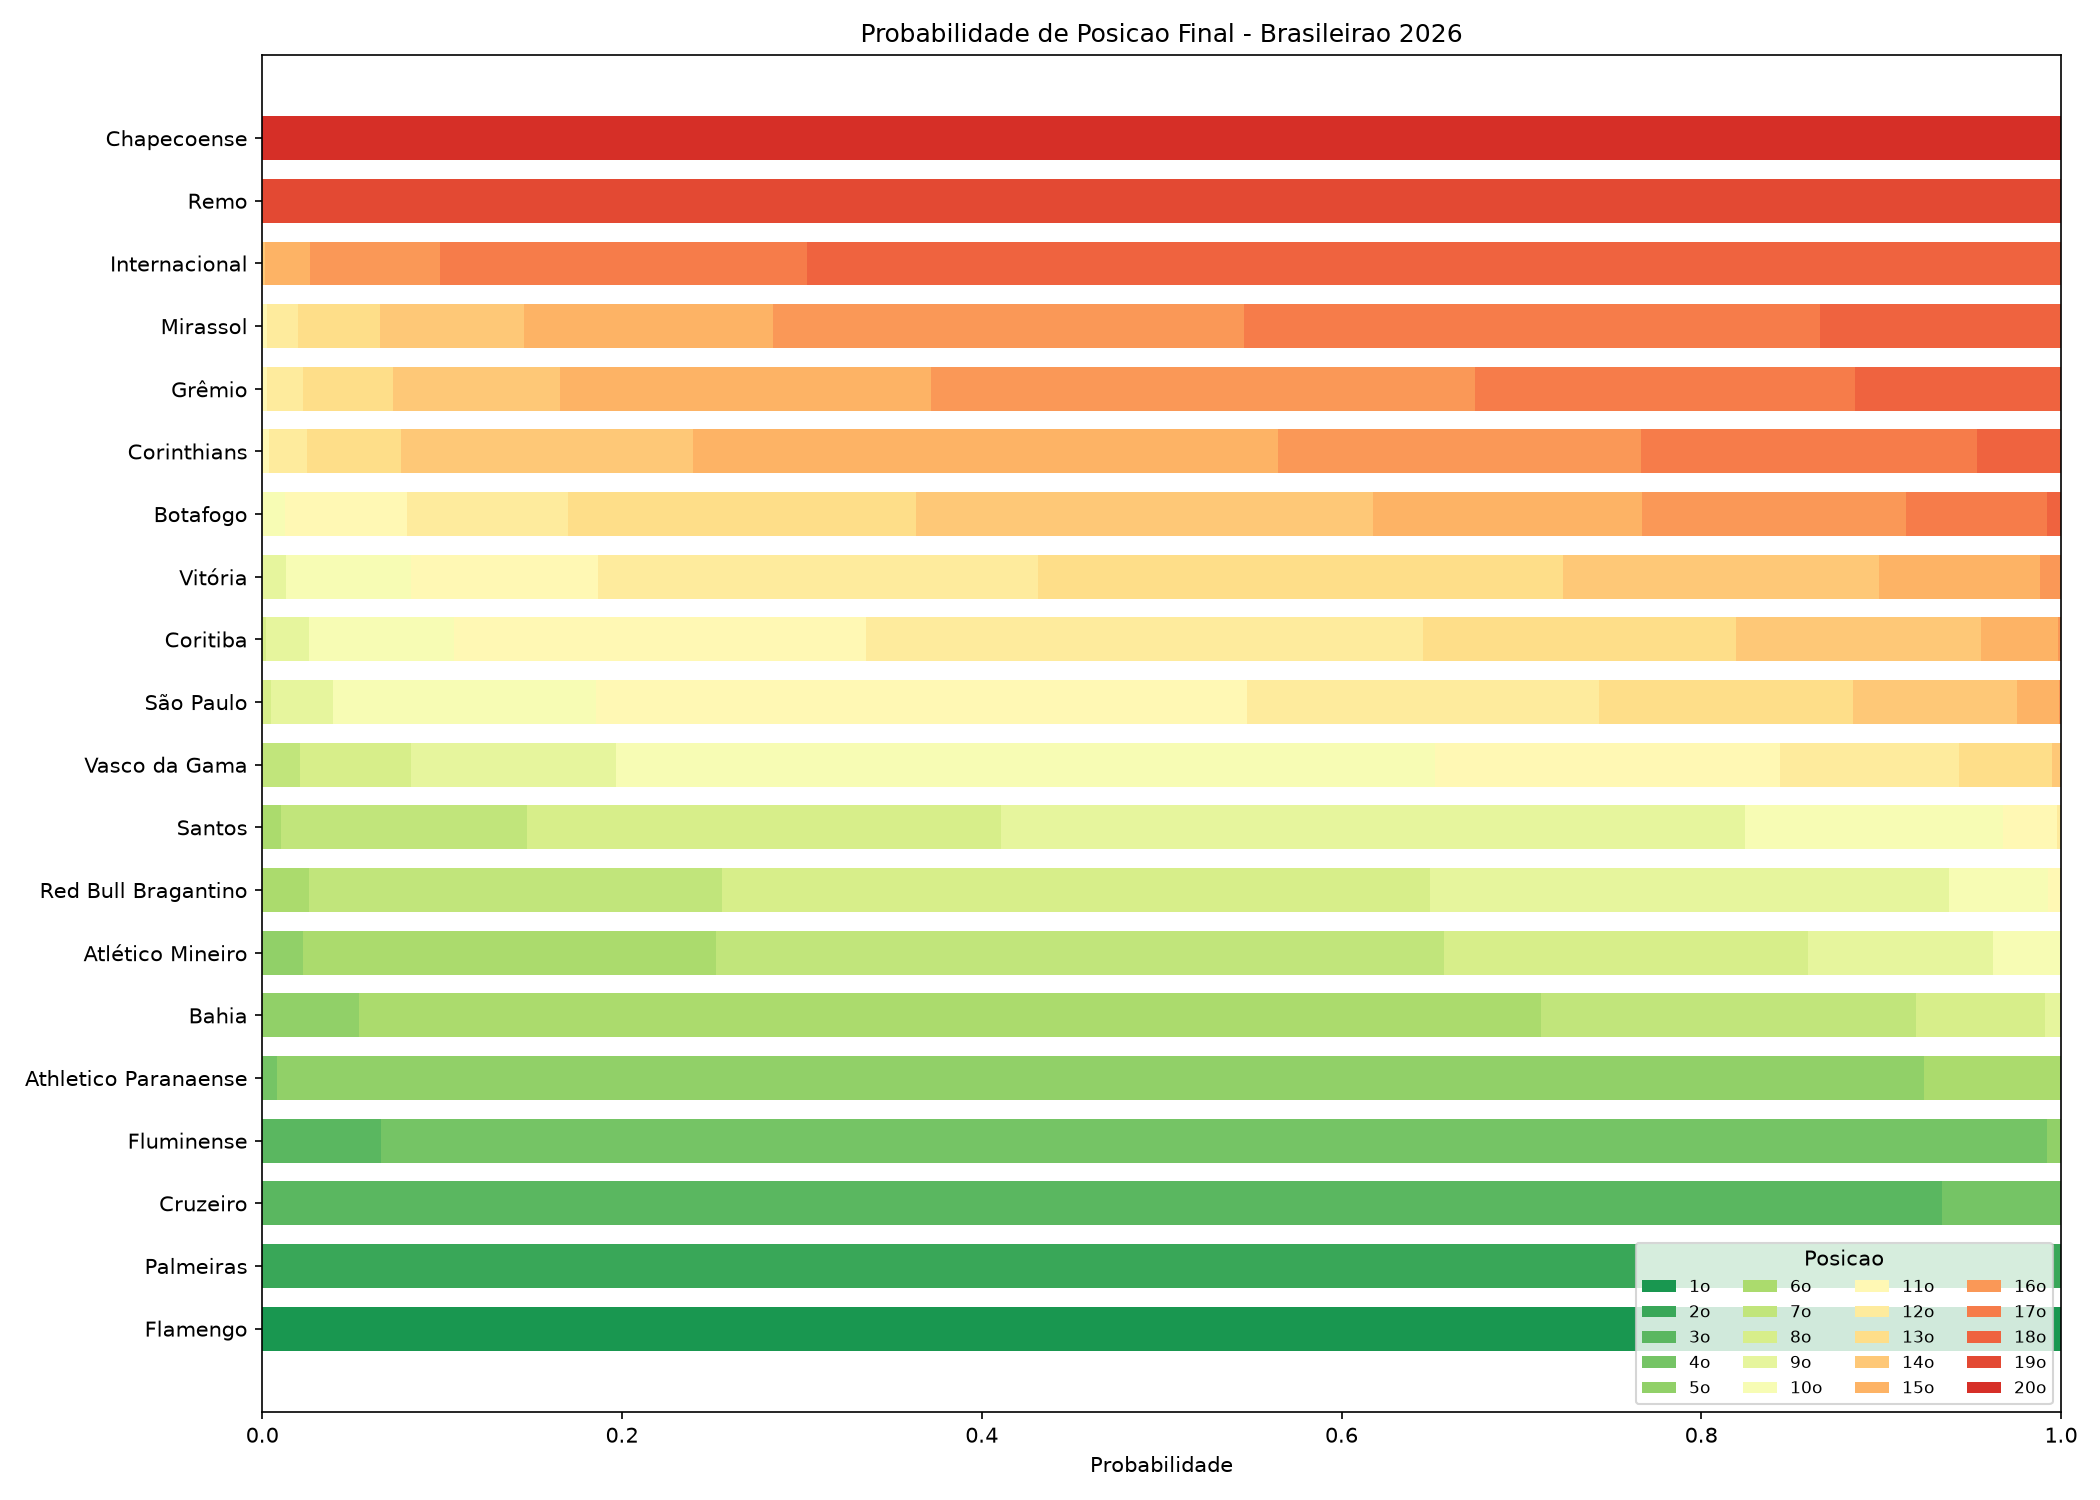 Probabilidade de Posicao Final - Brasileirao 2026
Chapecoense
Remo
Internacional
Mirassol
Grêmio
Corinthians
Botafogo
Vitória
Coritiba
São Paulo
Vasco da Gama
Santos
Red Bull Bragantino
Atlético Mineiro
Bahia
Athletico Paranaense
Fluminense
Cruzeiro
Palmeiras
Flamengo
Posicao
1o 6o 11o 16o
2o 7o 12o 17o
3o 8o 13o 18o
4o 9o 14o 19o
5o 10o 15o 20o
0.0 0.2 0.4 0.6 0.8 1.0
Probabilidade